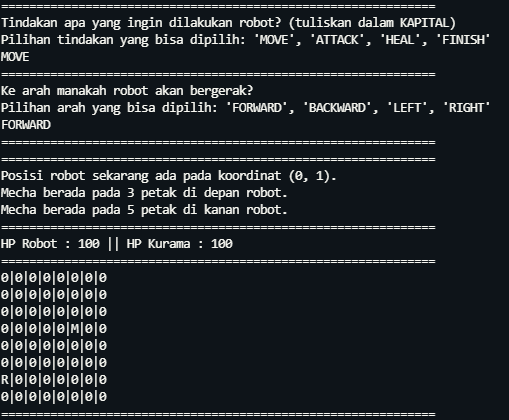 ==============================================================
Tindakan apa yang ingin dilakukan robot? (tuliskan dalam KAPITAL)
Pilihan tindakan yang bisa dipilih: 'MOVE', 'ATTACK', 'HEAL', 'FINISH'
MOVE
==============================================================
Ke arah manakah robot akan bergerak?
Pilihan arah yang bisa dipilih: 'FORWARD', 'BACKWARD', 'LEFT', 'RIGHT'
FORWARD
==============================================================
==============================================================
Posisi robot sekarang ada pada koordinat (0, 1).
Mecha berada pada 3 petak di depan robot.
Mecha berada pada 5 petak di kanan robot.
==============================================================
HP Robot : 100 || HP Kurama : 100
==============================================================
0|0|0|0|0|0|0|0
0|0|0|0|0|0|0|0
0|0|0|0|0|0|0|0
0|0|0|0|0|M|0|0
0|0|0|0|0|0|0|0
0|0|0|0|0|0|0|0
R|0|0|0|0|0|0|0
0|0|0|0|0|0|0|0
==============================================================